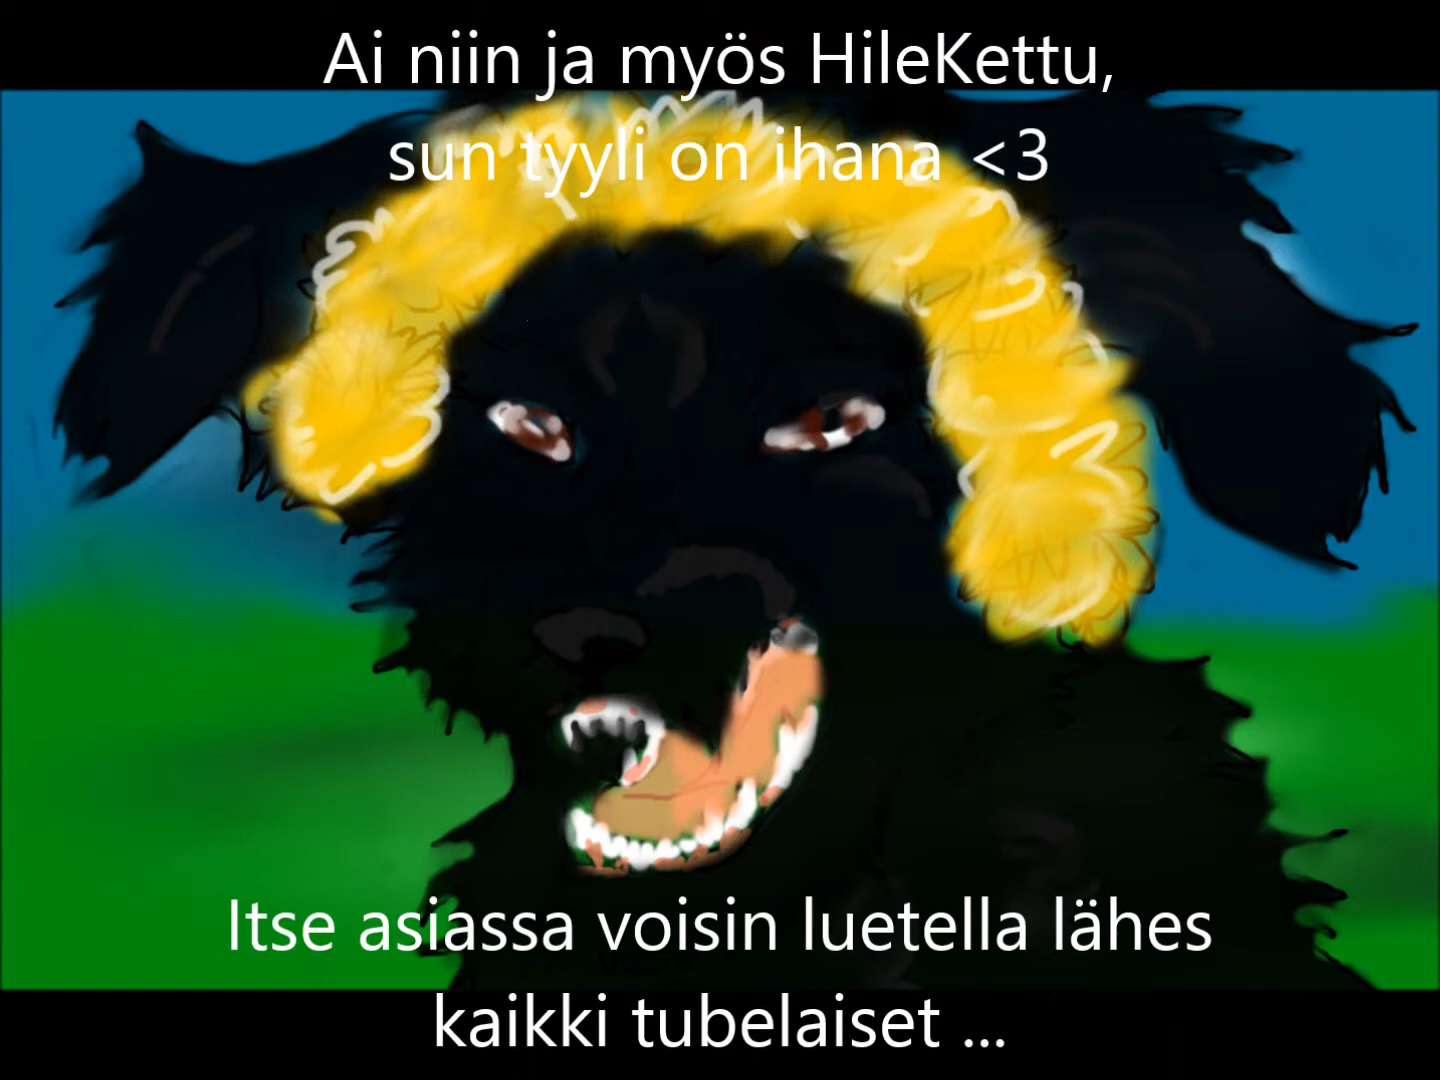 Ai niin ja myös HileKettu,
sun tyyli on ihana <3
Itse asiassa voisin luetella lähes
kaikki tubelaiset ...